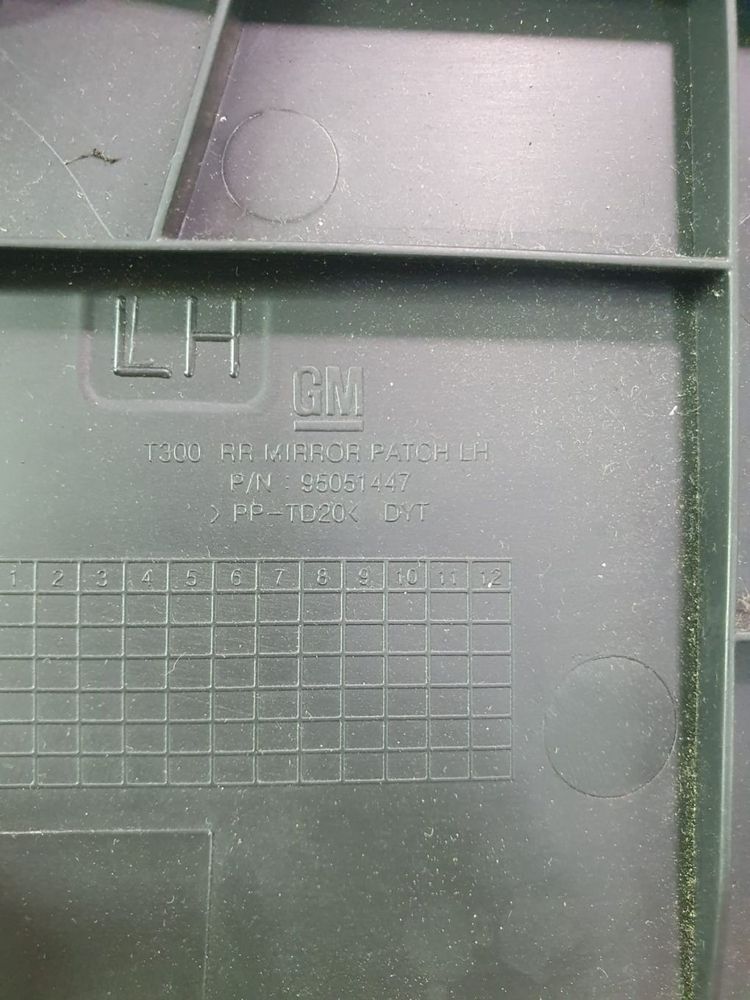 LH
GM
T300 RR MIRROR PATCH LH
P/N : 95051447
>PP-TD20< DYT
1 2 3 4 5 6 7 8 9 10 11 12